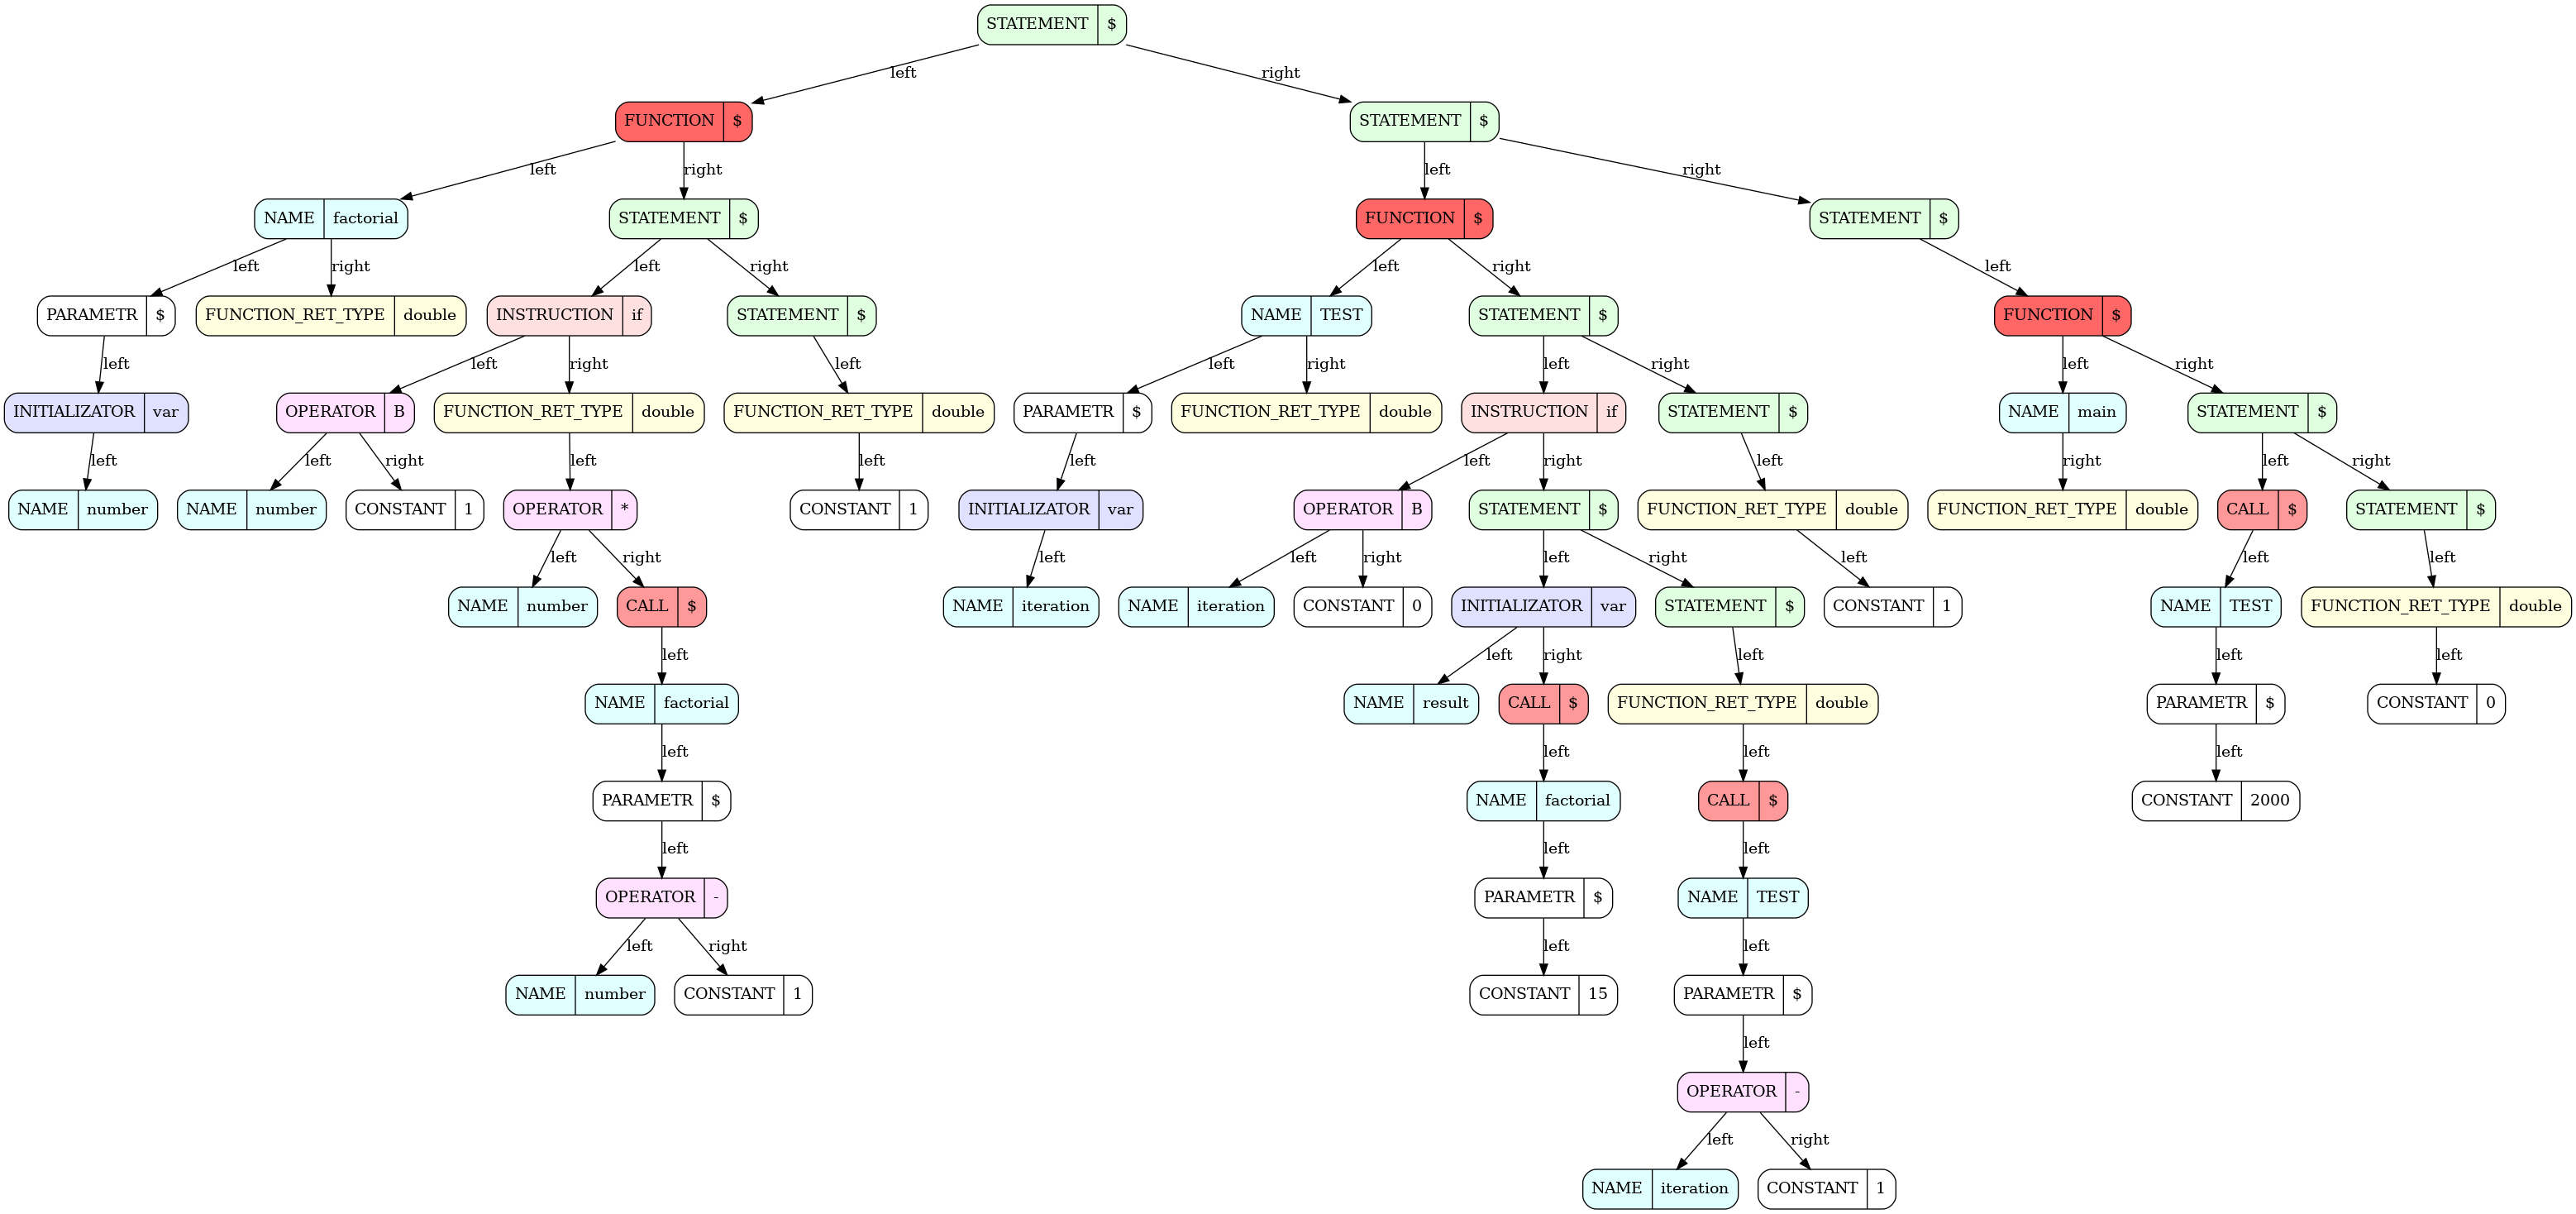 STATEMENT $
left right
FUNCTION $ STATEMENT $
left right left right
NAME factorial STATEMENT $ FUNCTION $ STATEMENT $
left right left right left right left
PARAMETR $ FUNCTION_RET_TYPE double INSTRUCTION if STATEMENT $ NAME TEST STATEMENT $ FUNCTION $
left left right left left right left right left right
INITIALIZATOR var OPERATOR B FUNCTION_RET_TYPE double FUNCTION_RET_TYPE double PARAMETR $ FUNCTION_RET_TYPE double INSTRUCTION if STATEMENT $ NAME main STATEMENT $
left left right left left left left right left right left right
NAME number NAME number CONSTANT 1 OPERATOR * CONSTANT 1 INITIALIZATOR var OPERATOR B STATEMENT $ FUNCTION_RET_TYPE double FUNCTION_RET_TYPE double CALL $ STATEMENT $
left right left left right left right left left left
NAME number CALL $ NAME iteration NAME iteration CONSTANT 0 INITIALIZATOR var STATEMENT $ CONSTANT 1 NAME TEST FUNCTION_RET_TYPE double
left left right left left left
NAME factorial NAME result CALL $ FUNCTION_RET_TYPE double PARAMETR $ CONSTANT 0
left left left left
PARAMETR $ NAME factorial CALL $ CONSTANT 2000
left left left
OPERATOR - PARAMETR $ NAME TEST
left right left left
NAME number CONSTANT 1 CONSTANT 15 PARAMETR $
left
OPERATOR -
left right
NAME iteration CONSTANT 1